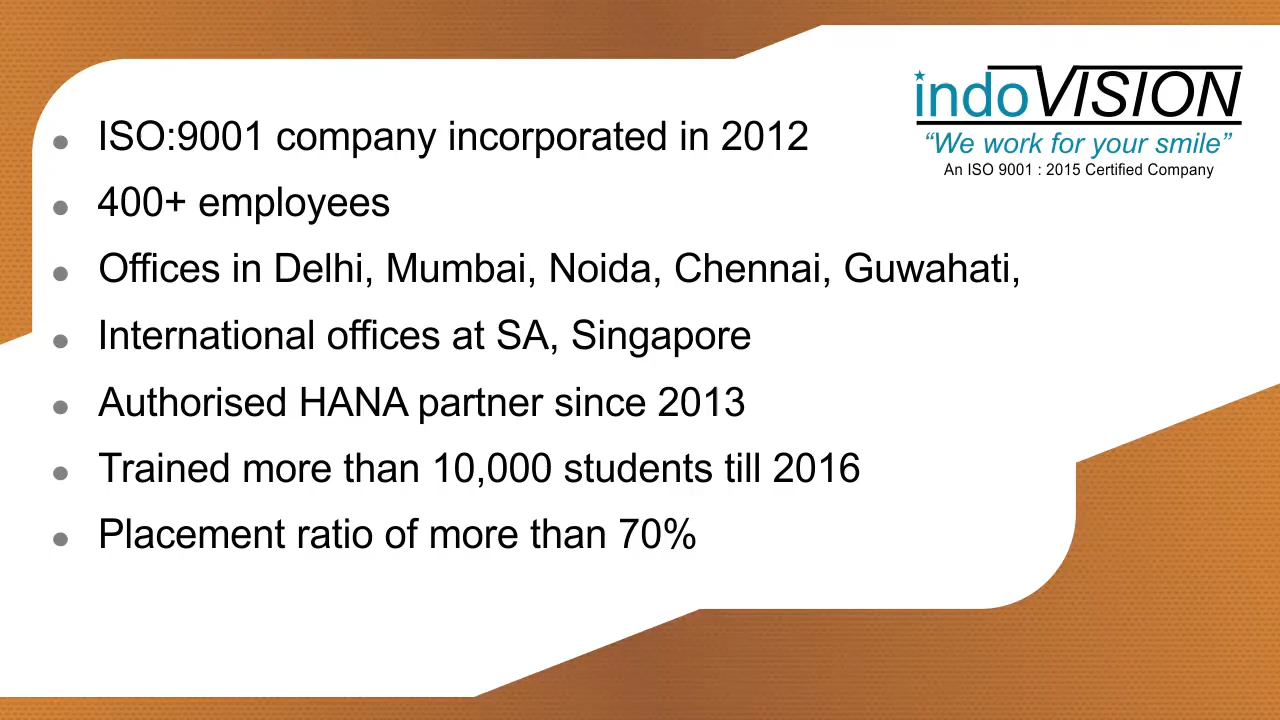 indoVISION
“We work for your smile”
An ISO 9001 : 2015 Certified Company
ISO:9001 company incorporated in 2012
400+ employees
Offices in Delhi, Mumbai, Noida, Chennai, Guwahati,
International offices at SA, Singapore
Authorised HANA partner since 2013
Trained more than 10,000 students till 2016
Placement ratio of more than 70%